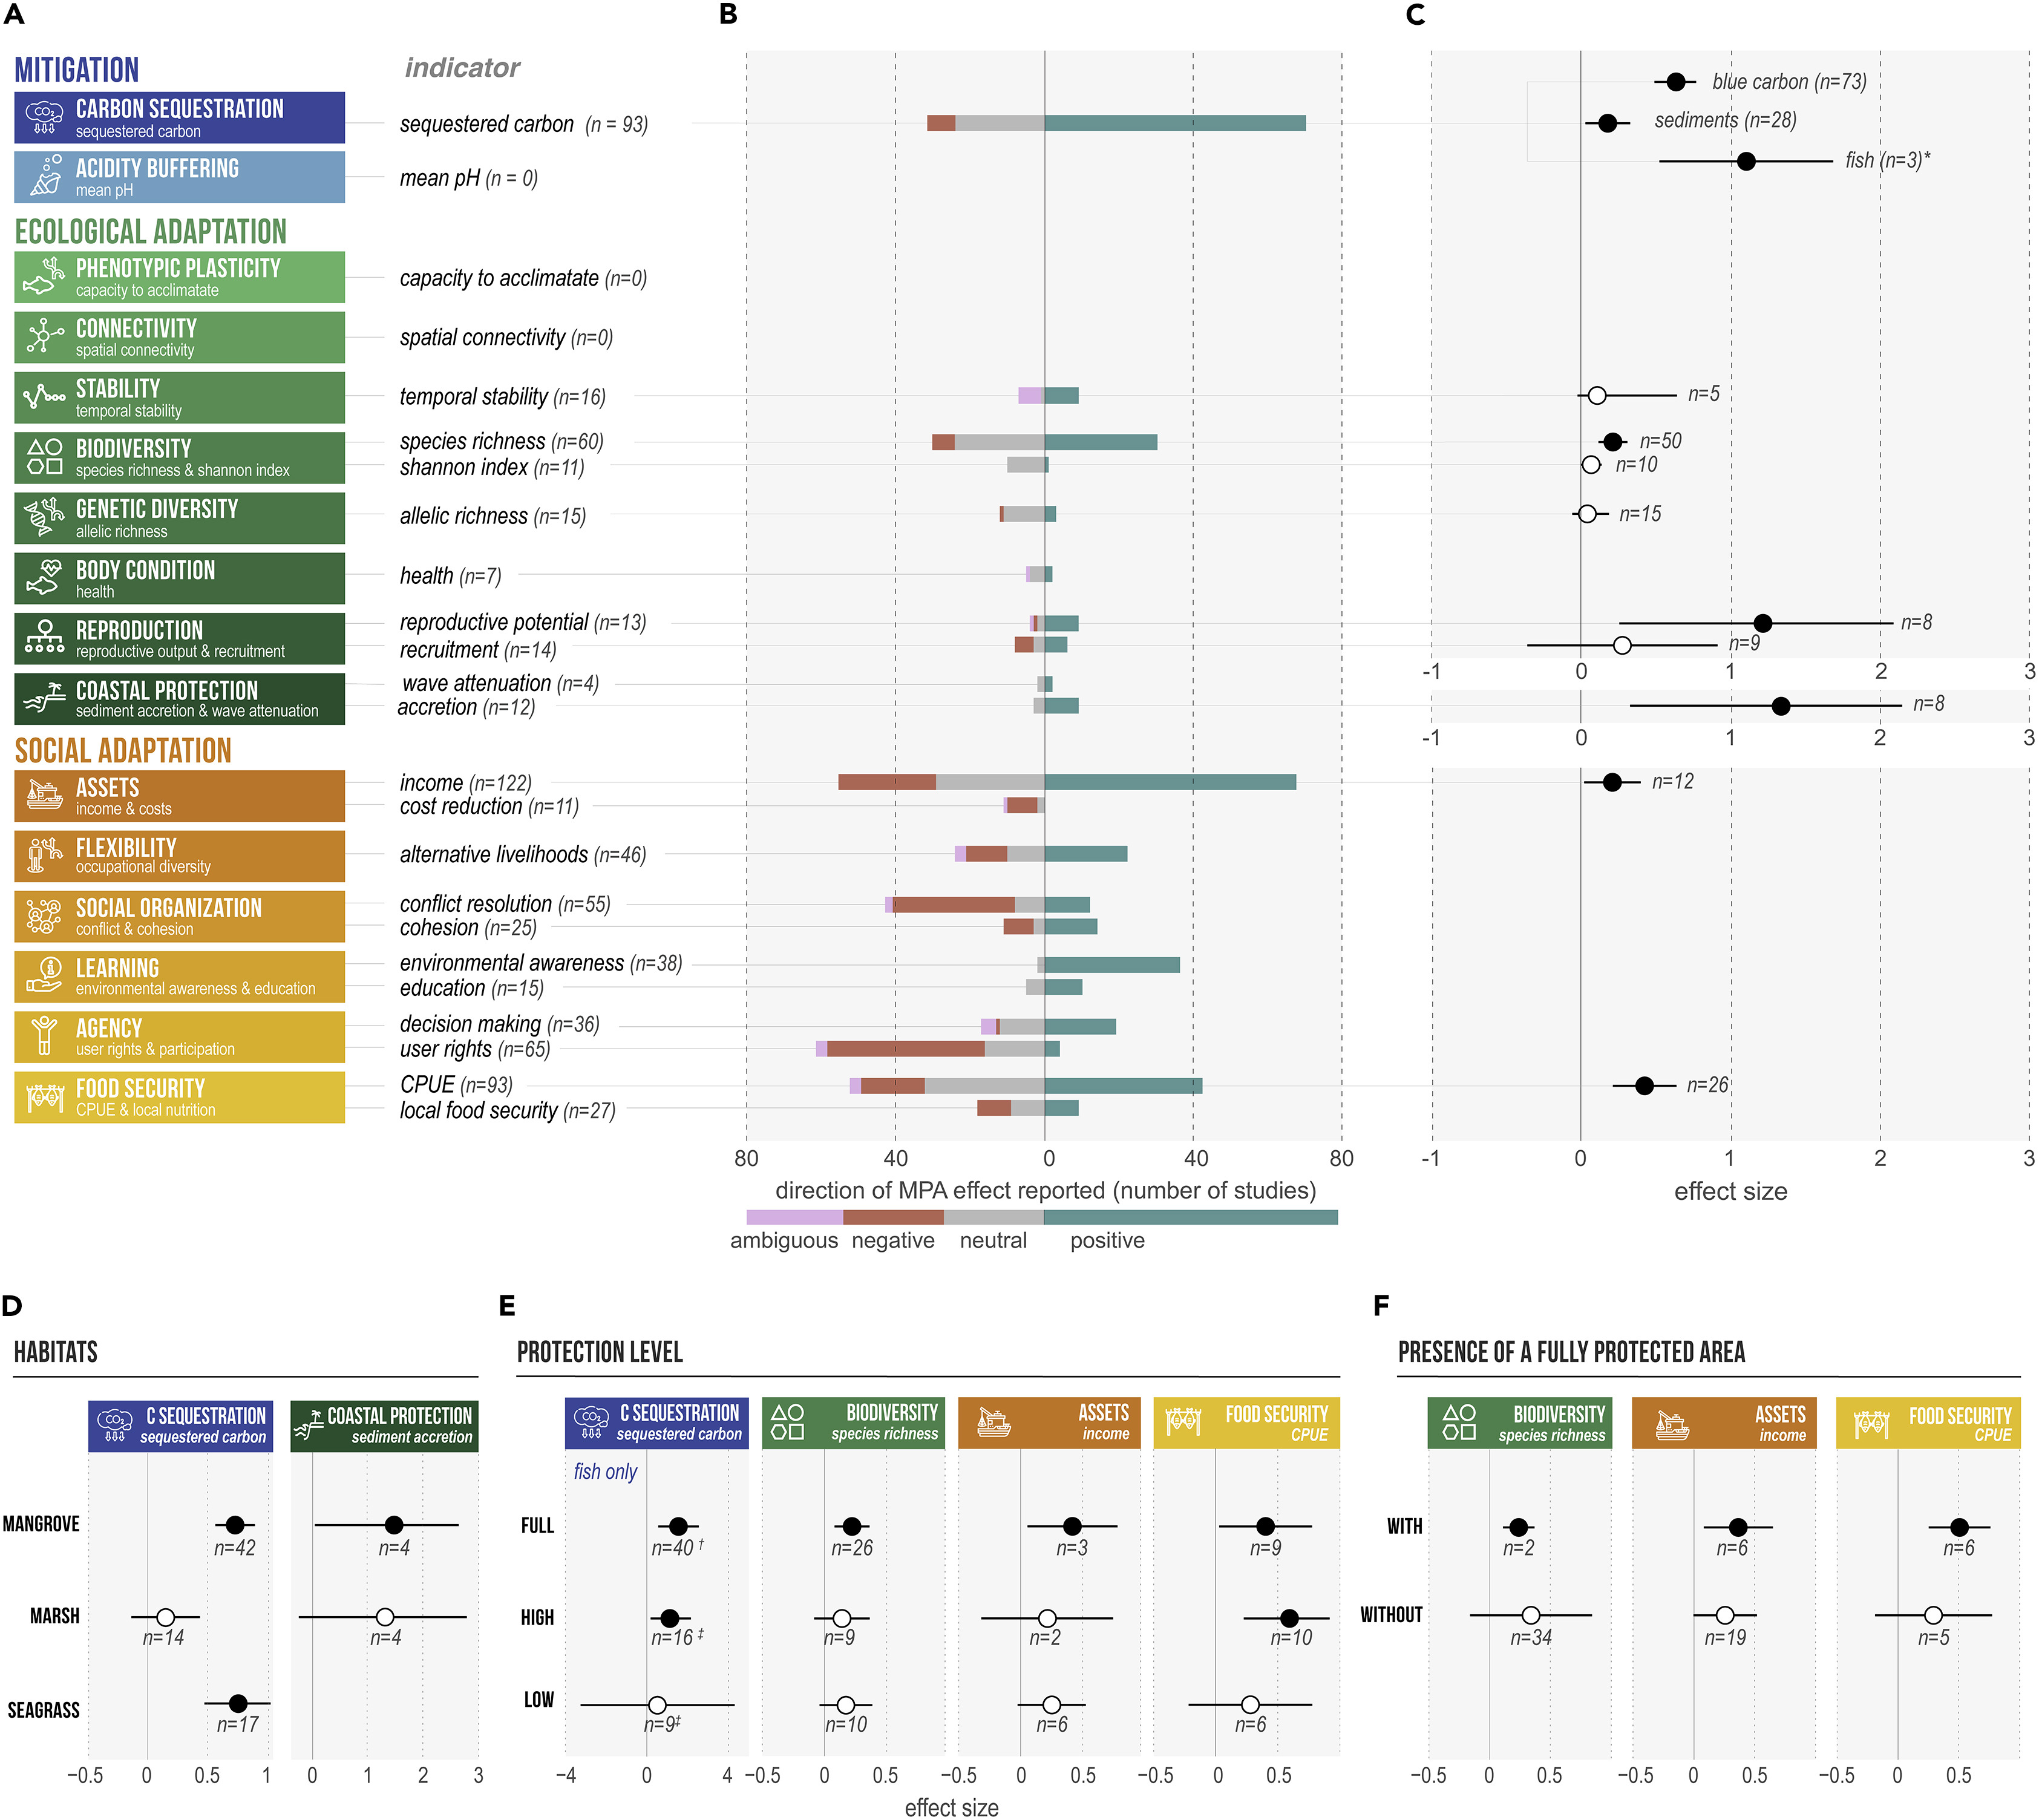 A
B
C
MITIGATION
indicator
CARBON SEQUESTRATION
sequestered carbon
sequestered carbon (n = 93)
blue carbon (n=73)
sediments (n=28)
fish (n=3)*
CO2
ACIDITY BUFFERING
mean pH
mean pH (n = 0)
ECOLOGICAL ADAPTATION
PHENOTYPIC PLASTICITY
capacity to acclimatate
capacity to acclimatate (n=0)
CONNECTIVITY
spatial connectivity
spatial connectivity (n=0)
STABILITY
temporal stability
temporal stability (n=16)
n=5
BIODIVERSITY
species richness & shannon index
species richness (n=60)
n=50
shannon index (n=11)
n=10
GENETIC DIVERSITY
allelic richness
allelic richness (n=15)
n=15
BODY CONDITION
health
health (n=7)
REPRODUCTION
reproductive output & recruitment
reproductive potential (n=13)
n=8
recruitment (n=14)
n=9
-1 0 1 2 3
COASTAL PROTECTION
sediment accretion & wave attenuation
wave attenuation (n=4)
accretion (n=12)
n=8
-1 0 1 2 3
SOCIAL ADAPTATION
ASSETS
income & costs
income (n=122)
n=12
cost reduction (n=11)
FLEXIBILITY
occupational diversity
alternative livelihoods (n=46)
SOCIAL ORGANIZATION
conflict & cohesion
conflict resolution (n=55)
cohesion (n=25)
LEARNING
environmental awareness & education
environmental awareness (n=38)
education (n=15)
AGENCY
user rights & participation
decision making (n=36)
user rights (n=65)
FOOD SECURITY
CPUE & local nutrition
CPUE (n=93)
n=26
local food security (n=27)
80 40 0 40 80
-1 0 1 2 3
direction of MPA effect reported (number of studies)
effect size
ambiguous negative neutral positive
D
E
F
HABITATS
PROTECTION LEVEL
PRESENCE OF A FULLY PROTECTED AREA
CO2
C SEQUESTRATION
sequestered carbon
COASTAL PROTECTION
sediment accretion
CO2
C SEQUESTRATION
sequestered carbon
BIODIVERSITY
species richness
ASSETS
income
FOOD SECURITY
CPUE
BIODIVERSITY
species richness
ASSETS
income
FOOD SECURITY
CPUE
fish only
MANGROVE
n=42
n=4
FULL
n=40 †
n=26
n=3
n=9
WITH
n=2
n=6
n=6
MARSH
n=14
n=4
HIGH
n=16 ‡
n=9
n=2
n=10
WITHOUT
n=34
n=19
n=5
SEAGRASS
n=17
LOW
n=9‡
n=10
n=6
n=6
−0.5 0 0.5 1
0 1 2 3
−4 0 4
−0.5 0 0.5
−0.5 0 0.5
−0.5 0 0.5
−0.5 0 0.5
−0.5 0 0.5
−0.5 0 0.5
effect size